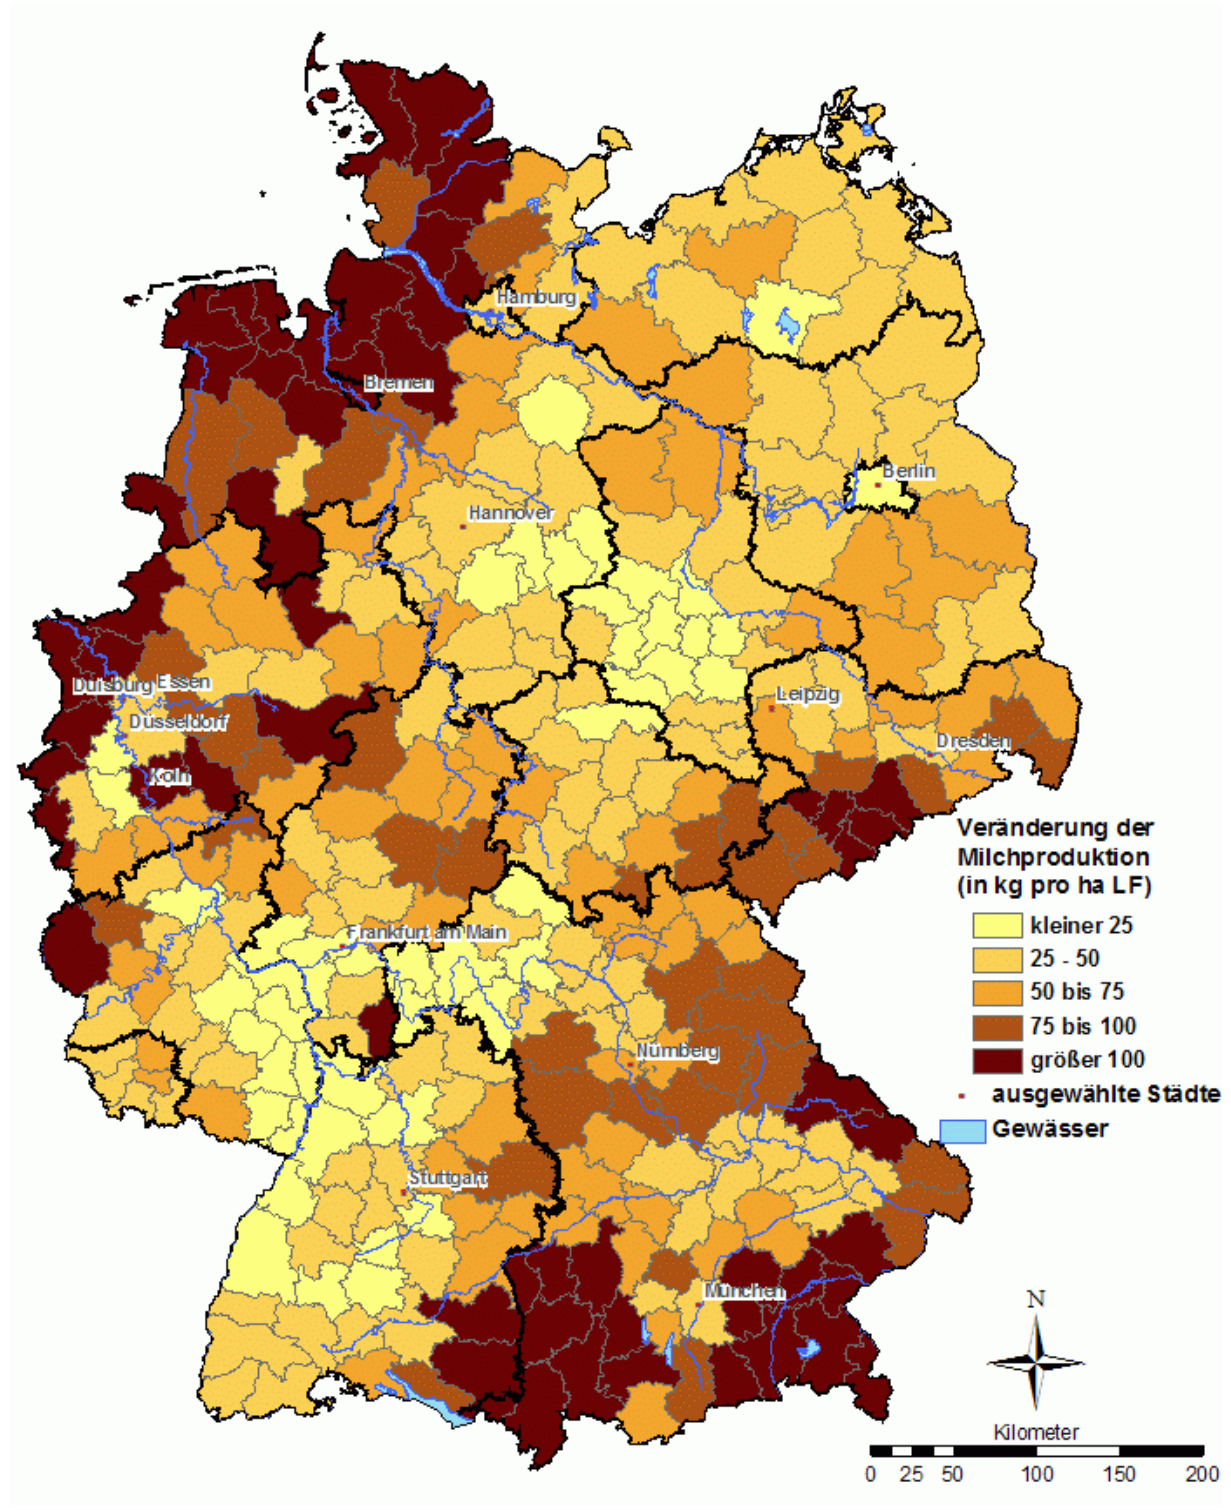 Hamburg
Bremen
Berlin
Hannover
Duisburg
Essen
Düsseldorf
Leipzig
Dresden
Köln
Veränderung der
Milchproduktion
(in kg pro ha LF)
kleiner 25
25 - 50
50 bis 75
75 bis 100
größer 100
ausgewählte Städte
Gewässer
Frankfurt am Main
Nürnberg
Stuttgart
München
N
Kilometer
0 25 50 100 150 200